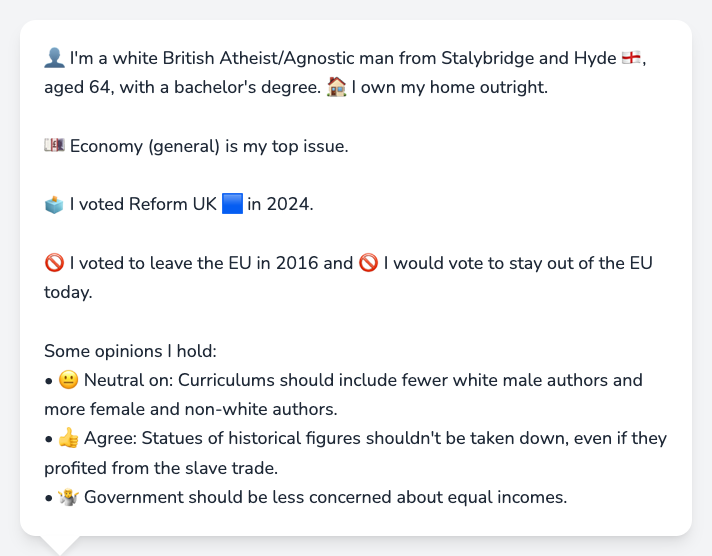 👤 I'm a white British Atheist/Agnostic man from Stalybridge and Hyde 🏴󠁧󠁢󠁥󠁮󠁧󠁿,
aged 64, with a bachelor's degree. 🏠 I own my home outright.
💷 Economy (general) is my top issue.
🗳️ I voted Reform UK 🟦 in 2024.
🚫 I voted to leave the EU in 2016 and 🚫 I would vote to stay out of the EU
today.
Some opinions I hold:
• 😐 Neutral on: Curriculums should include fewer white male authors and
more female and non-white authors.
• 👍 Agree: Statues of historical figures shouldn't be taken down, even if they
profited from the slave trade.
• 🤷 Government should be less concerned about equal incomes.